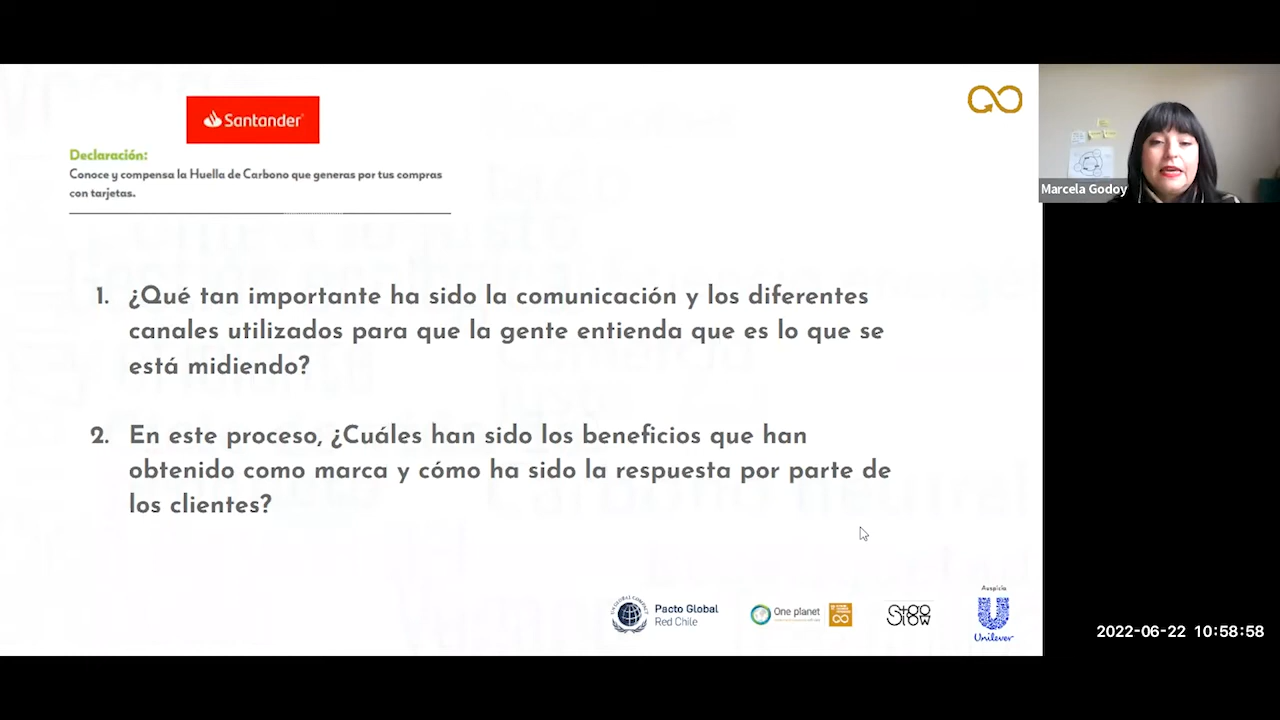 Santander
Declaración:
Conoce y compensa la Huella de Carbono que generas por tus compras
con tarjetas.
1. ¿Qué tan importante ha sido la comunicación y los diferentes
canales utilizados para que la gente entienda que es lo que se
está midiendo?
2. En este proceso, ¿Cuáles han sido los beneficios que han
obtenido como marca y cómo ha sido la respuesta por parte de
los clientes?
Marcela Godoy
Pacto Global
Red Chile
One planet
Stgo
Slow
Auspicia
Unilever
2022-06-22 10:58:58